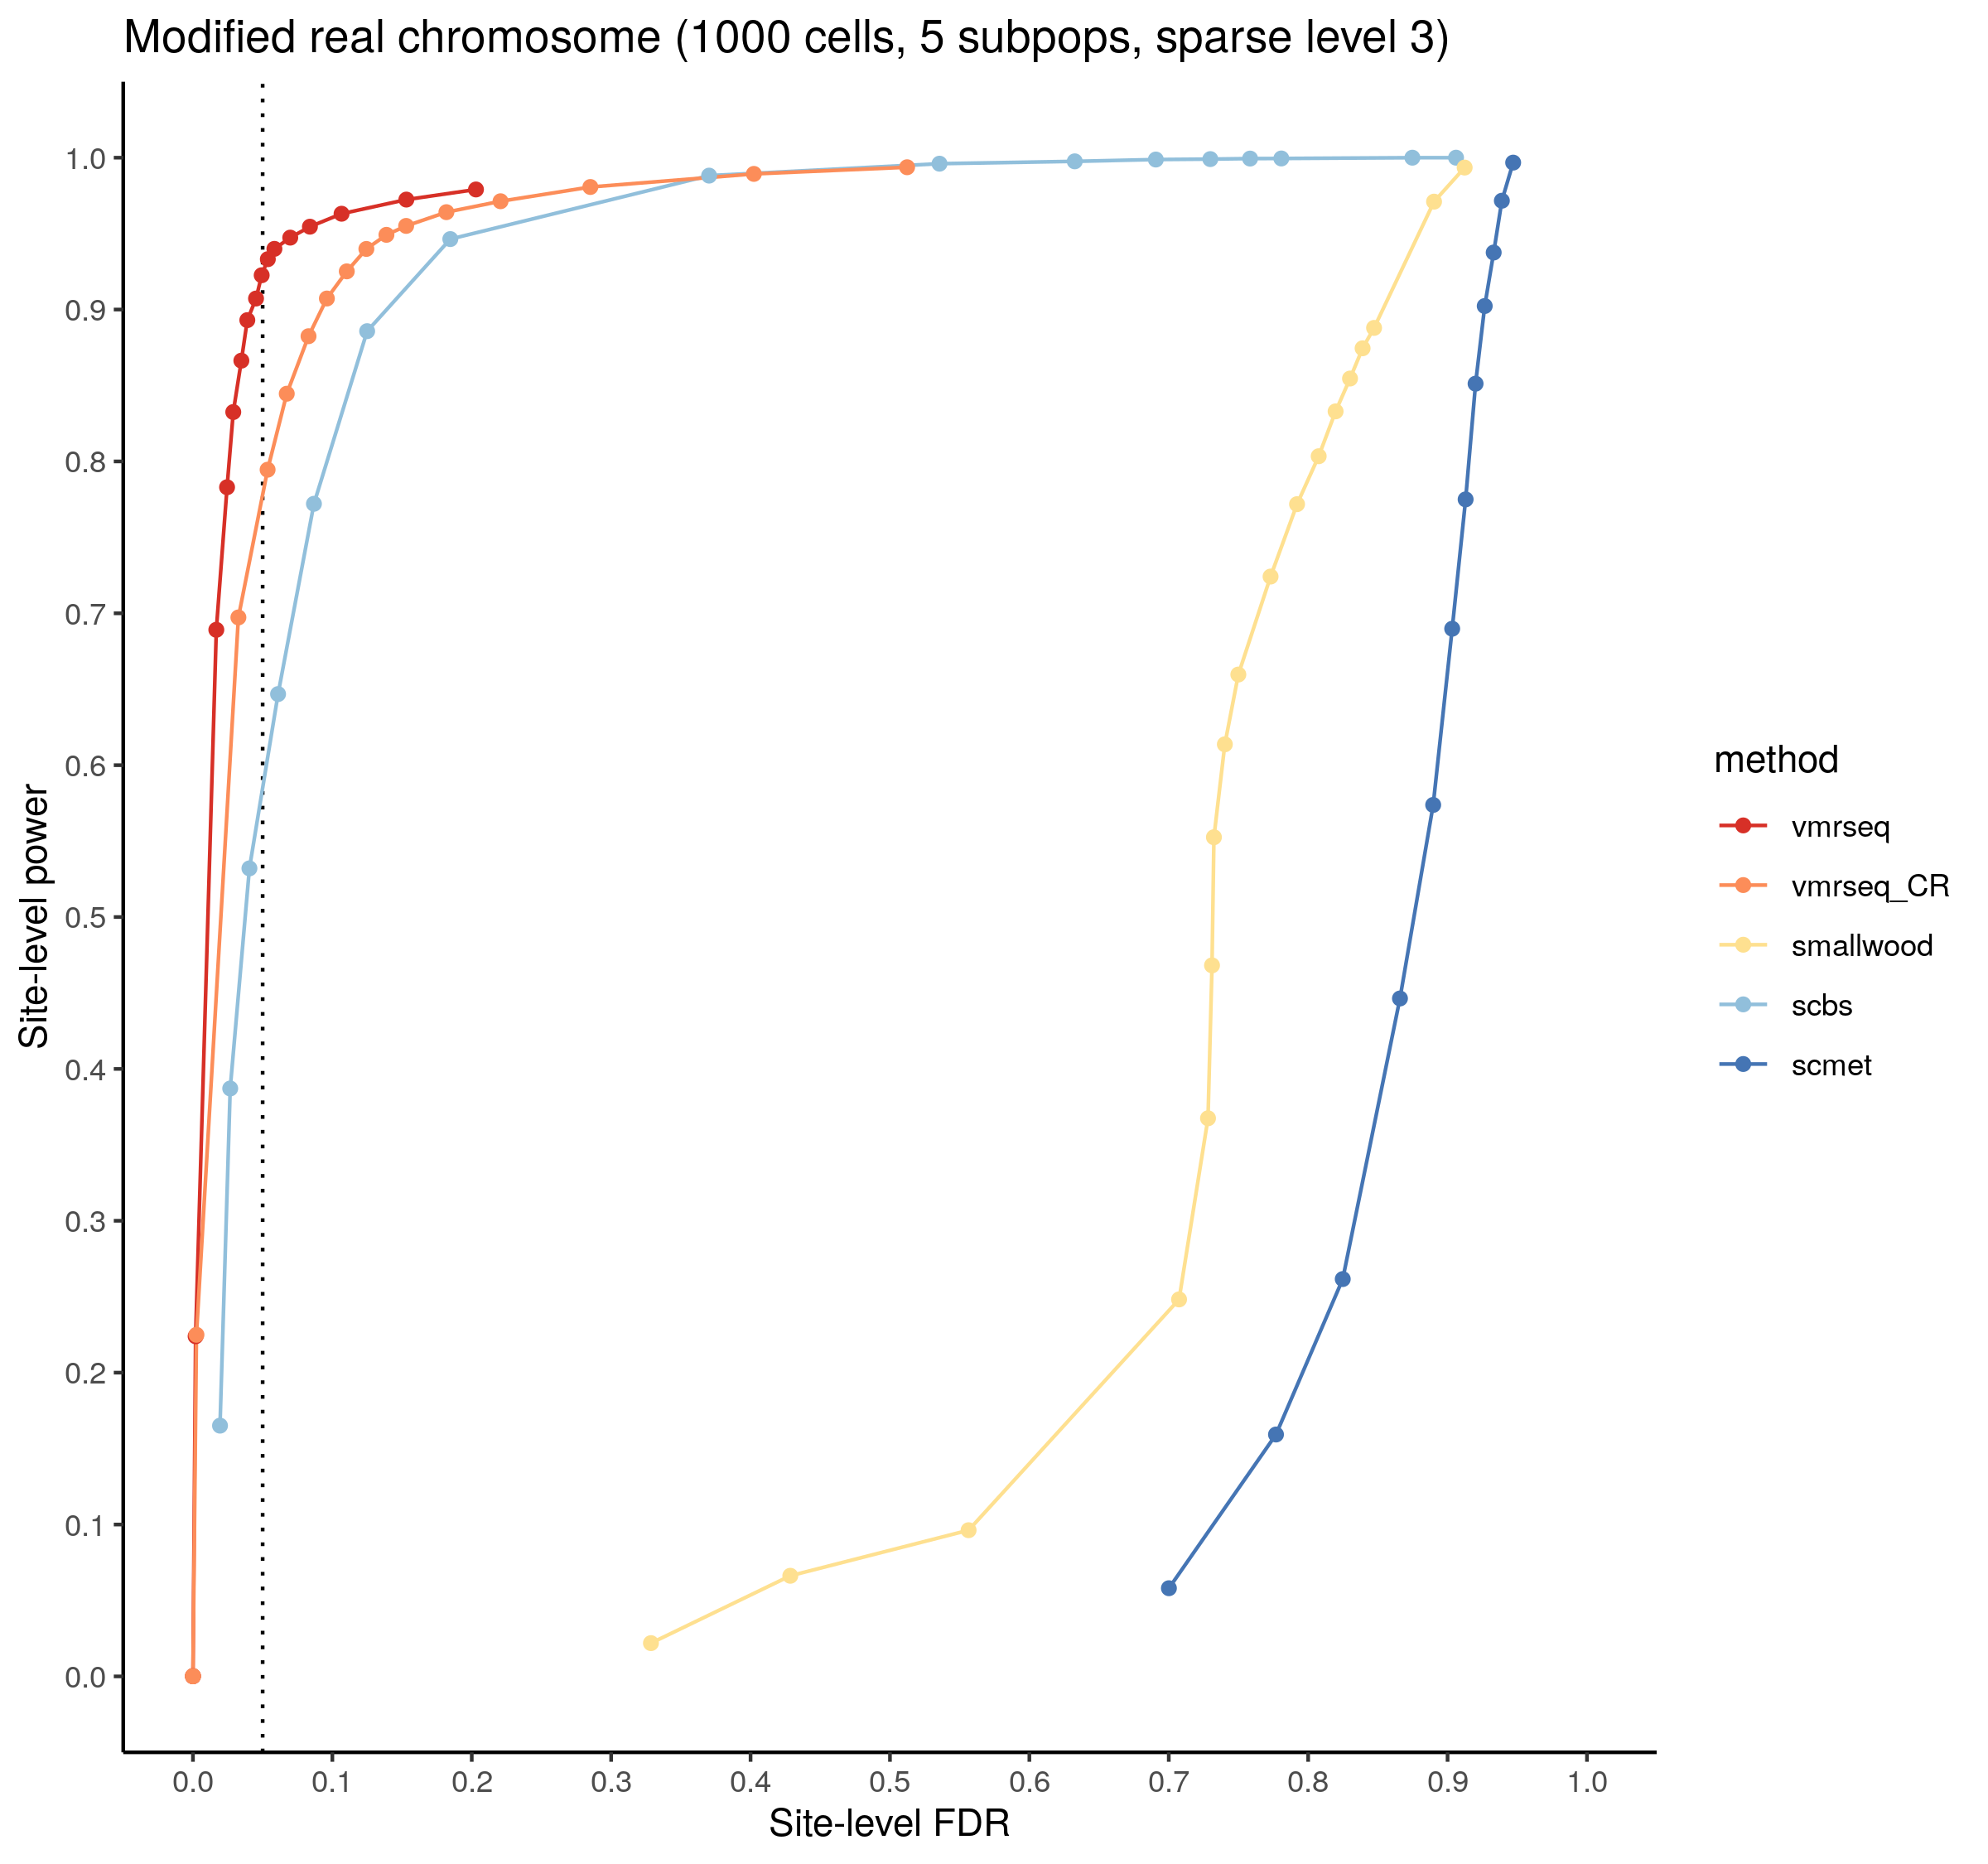 Modified real chromosome (1000 cells, 5 subpops, sparse level 3)
1.0
0.9
0.8
0.7
0.6
0.5
0.4
0.3
0.2
0.1
0.0
Site-level power
0.0 0.1 0.2 0.3 0.4 0.5 0.6 0.7 0.8 0.9 1.0
Site-level FDR
method
vmrseq
vmrseq_CR
smallwood
scbs
scmet